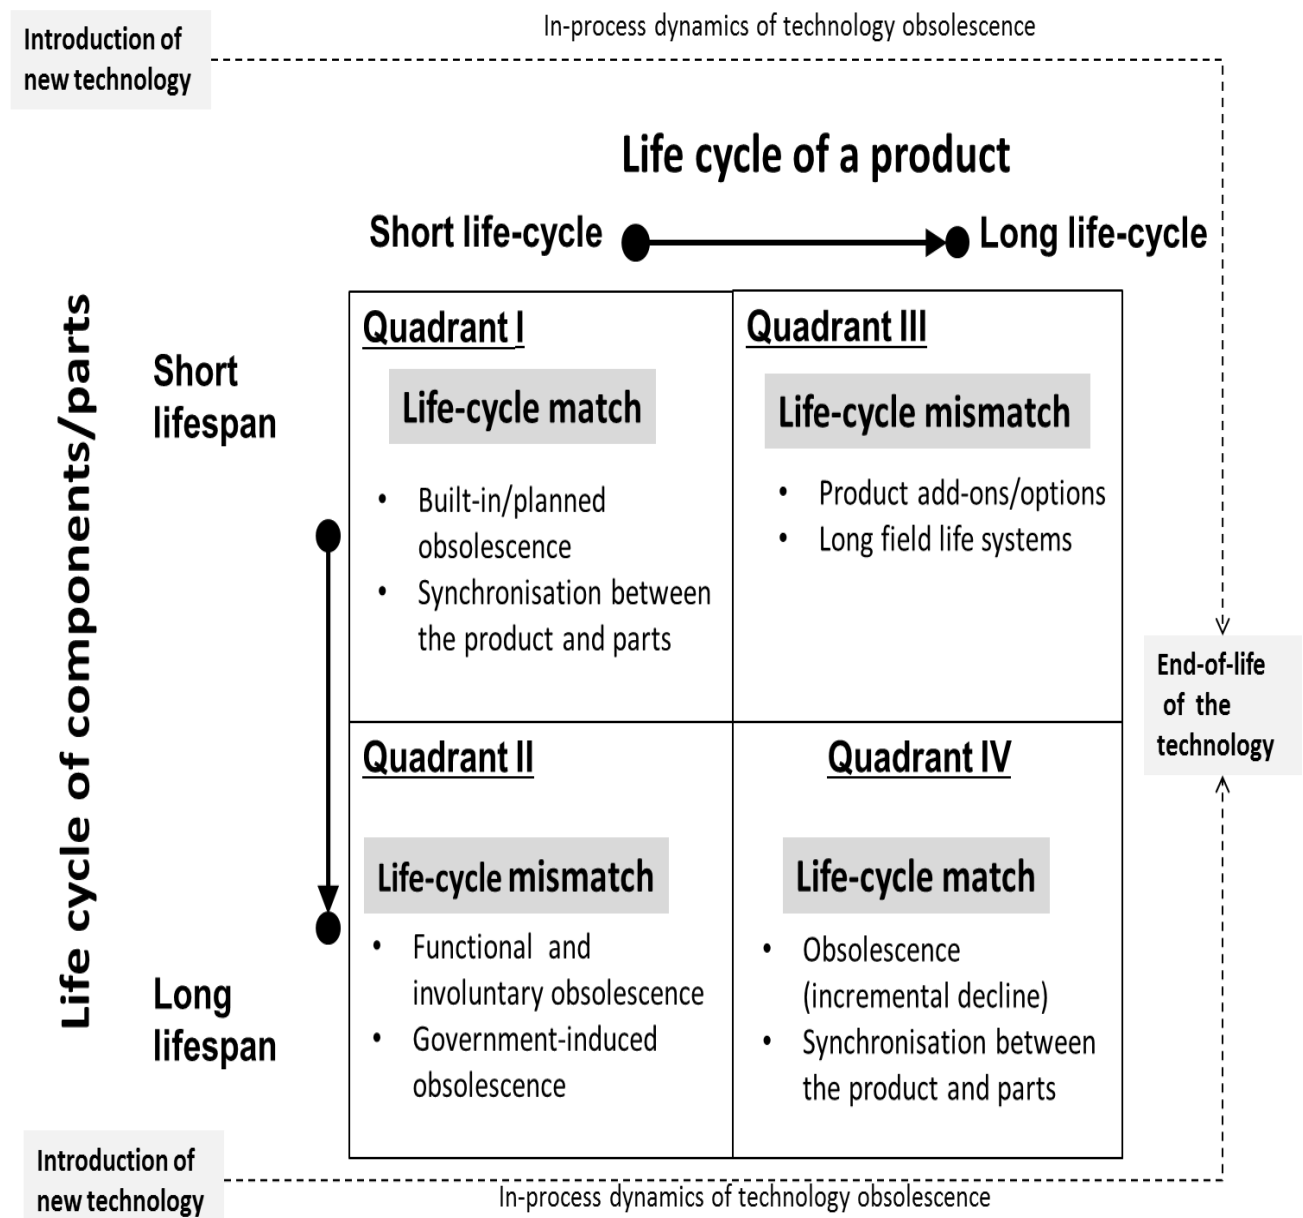 In-process dynamics of technology obsolescence
Introduction of
new technology
Life cycle of a product
Short life-cycle
Long life-cycle
Life cycle of components/parts
Short
lifespan
Long
lifespan
Quadrant I
Life-cycle match
• Built-in/planned
obsolescence
• Synchronisation between
the product and parts
Quadrant III
Life-cycle mismatch
• Product add-ons/options
• Long field life systems
Quadrant II
Life-cycle mismatch
• Functional and
involuntary obsolescence
• Government-induced
obsolescence
Quadrant IV
Life-cycle match
• Obsolescence
(incremental decline)
• Synchronisation between
the product and parts
End-of-life
of the
technology
Introduction of
new technology
In-process dynamics of technology obsolescence